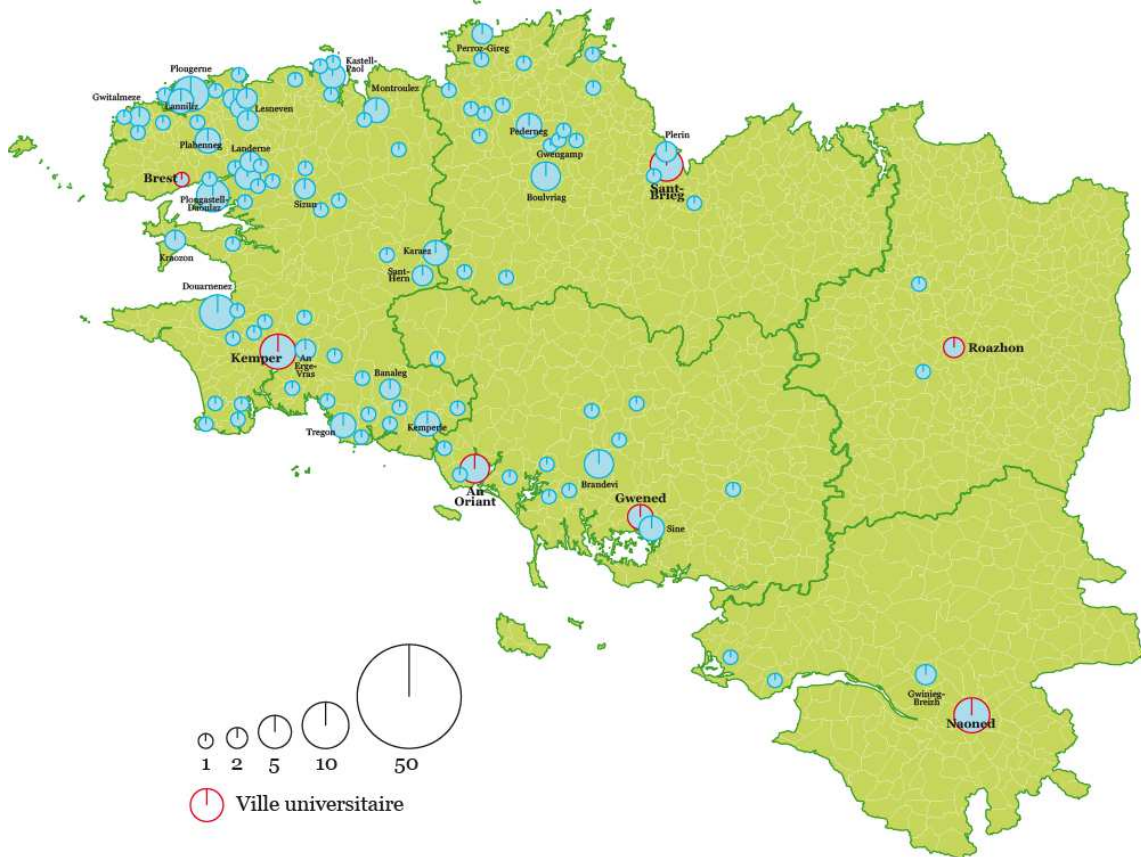 Perroz-Gireg
Kastell-
Paol
Plougerne
Montroulez
Gwitalmeze
Lanniliz
Lesneven
Pederneg
Plerin
Plabenneg
Gwengamp
Landerne
Brest
Boulvriag
Sant-
Brieg
Plougastell-
Daoulaz
Sizun
Kraozon
Karaez
Sant-
Hern
Douarnenez
Kemper
An
Erge-
Vras
Roazhon
Banaleg
Tregon
Kemperle
An
Oriant
Brandevi
Gwened
Sine
Gwinieg-
Breizh
Naoned
1 2 5 10 50
Ville universitaire